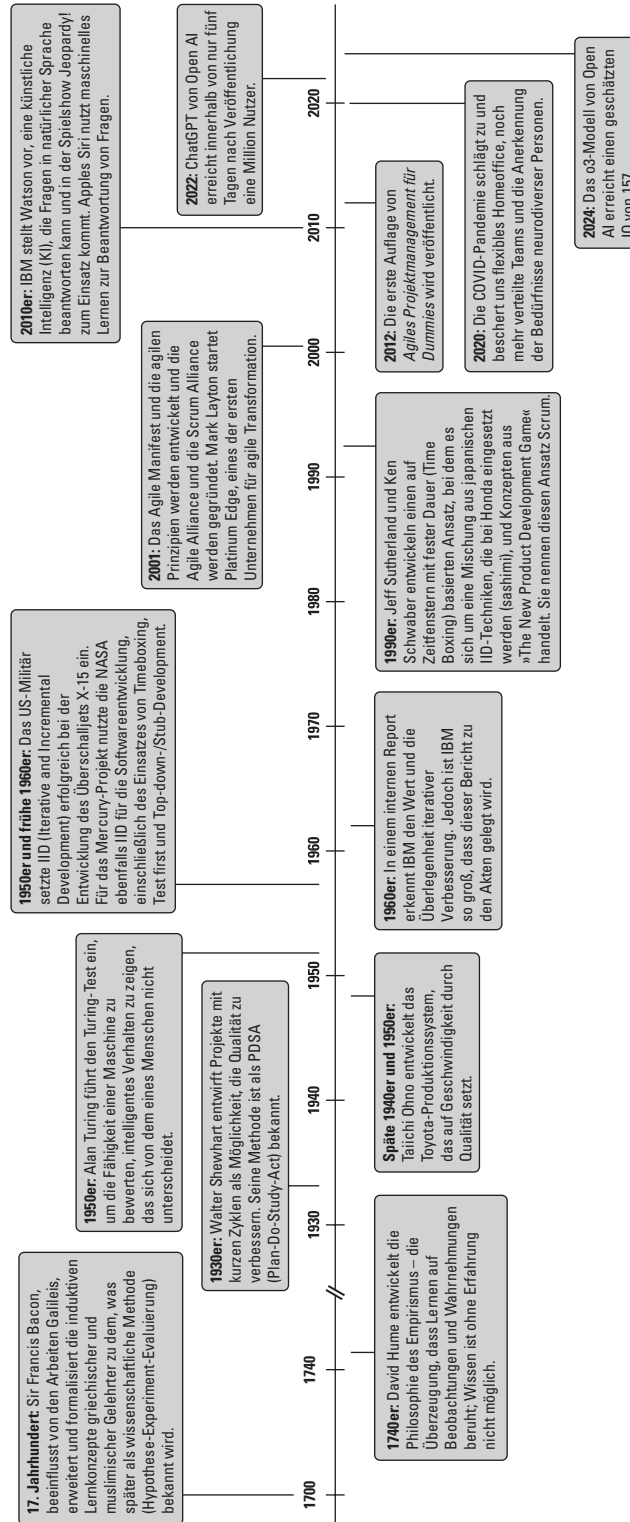 17. Jahrhundert: Sir Francis Bacon,
beeinflusst von den Arbeiten Galileis,
erweitert und formalisiert die induktiven
Lernkonzepte griechischer und
muslimischer Gelehrter zu dem, was
später als wissenschaftliche Methode
(Hypothese-Experiment-Evaluierung)
bekannt wird.
1950er: Alan Turing führt den Turing-Test ein,
um die Fähigkeit einer Maschine zu
bewerten, intelligentes Verhalten zu zeigen,
das sich von dem eines Menschen nicht
unterscheidet.
1930er: Walter Shewhart entwirft Projekte mit
kurzen Zyklen als Möglichkeit, die Qualität zu
verbessern. Seine Methode ist als PDSA
(Plan-Do-Study-Act) bekannt.
1950er und frühe 1960er: Das US-Militär
setzte IID (Iterative and Incremental
Development) erfolgreich bei der
Entwicklung des Überschalljets X-15 ein.
Für das Mercury-Projekt nutzte die NASA
ebenfalls IID für die Softwareentwicklung,
einschließlich des Einsatzes von Timeboxing,
Test first und Top-down-/Stub-Development.
2001: Das Agile Manifest und die agilen
Prinzipien werden entwickelt und die
Agile Alliance und die Scrum Alliance
werden gegründet. Mark Layton startet
Platinum Edge, eines der ersten
Unternehmen für agile Transformation.
2010er: IBM stellt Watson vor, eine künstliche
Intelligenz (KI), die Fragen in natürlicher Sprache
beantworten kann und in der Spielshow Jeopardy!
zum Einsatz kommt. Apples Siri nutzt maschinelles
Lernen zur Beantwortung von Fragen.
2022: ChatGPT von Open AI
erreicht innerhalb von nur fünf
Tagen nach Veröffentlichung
eine Million Nutzer.
1700 1740 1930 1940 1950 1960 1970 1980 1990 2000 2010 2020
1740er: David Hume entwickelt die
Philosophie des Empirismus – die
Überzeugung, dass Lernen auf
Beobachtungen und Wahrnehmungen
beruht; Wissen ist ohne Erfahrung
nicht möglich.
Späte 1940er und 1950er:
Taiichi Ohno entwickelt das
Toyota-Produktionssystem,
das auf Geschwindigkeit durch
Qualität setzt.
1960er: In einem internen Report
erkennt IBM den Wert und die
Überlegenheit iterativer
Verbesserung. Jedoch ist IBM
so groß, dass dieser Bericht zu
den Akten gelegt wird.
1990er: Jeff Sutherland und Ken
Schwaber entwickeln einen auf
Zeitfenstern mit fester Dauer (Time
Boxing) basierten Ansatz, bei dem es
sich um eine Mischung aus japanischen
IID-Techniken, die bei Honda eingesetzt
werden (sashimi), und Konzepten aus
»The New Product Development Game«
handelt. Sie nennen diesen Ansatz Scrum.
2012: Die erste Auflage von
Agiles Projektmanagement für
Dummies wird veröffentlicht.
2020: Die COVID-Pandemie schlägt zu und
beschert uns flexibles Homeoffice, noch
mehr verteilte Teams und die Anerkennung
der Bedürfnisse neurodiverser Personen.
2024: Das o3-Modell von Open
AI erreicht einen geschätzten
IQ von 157